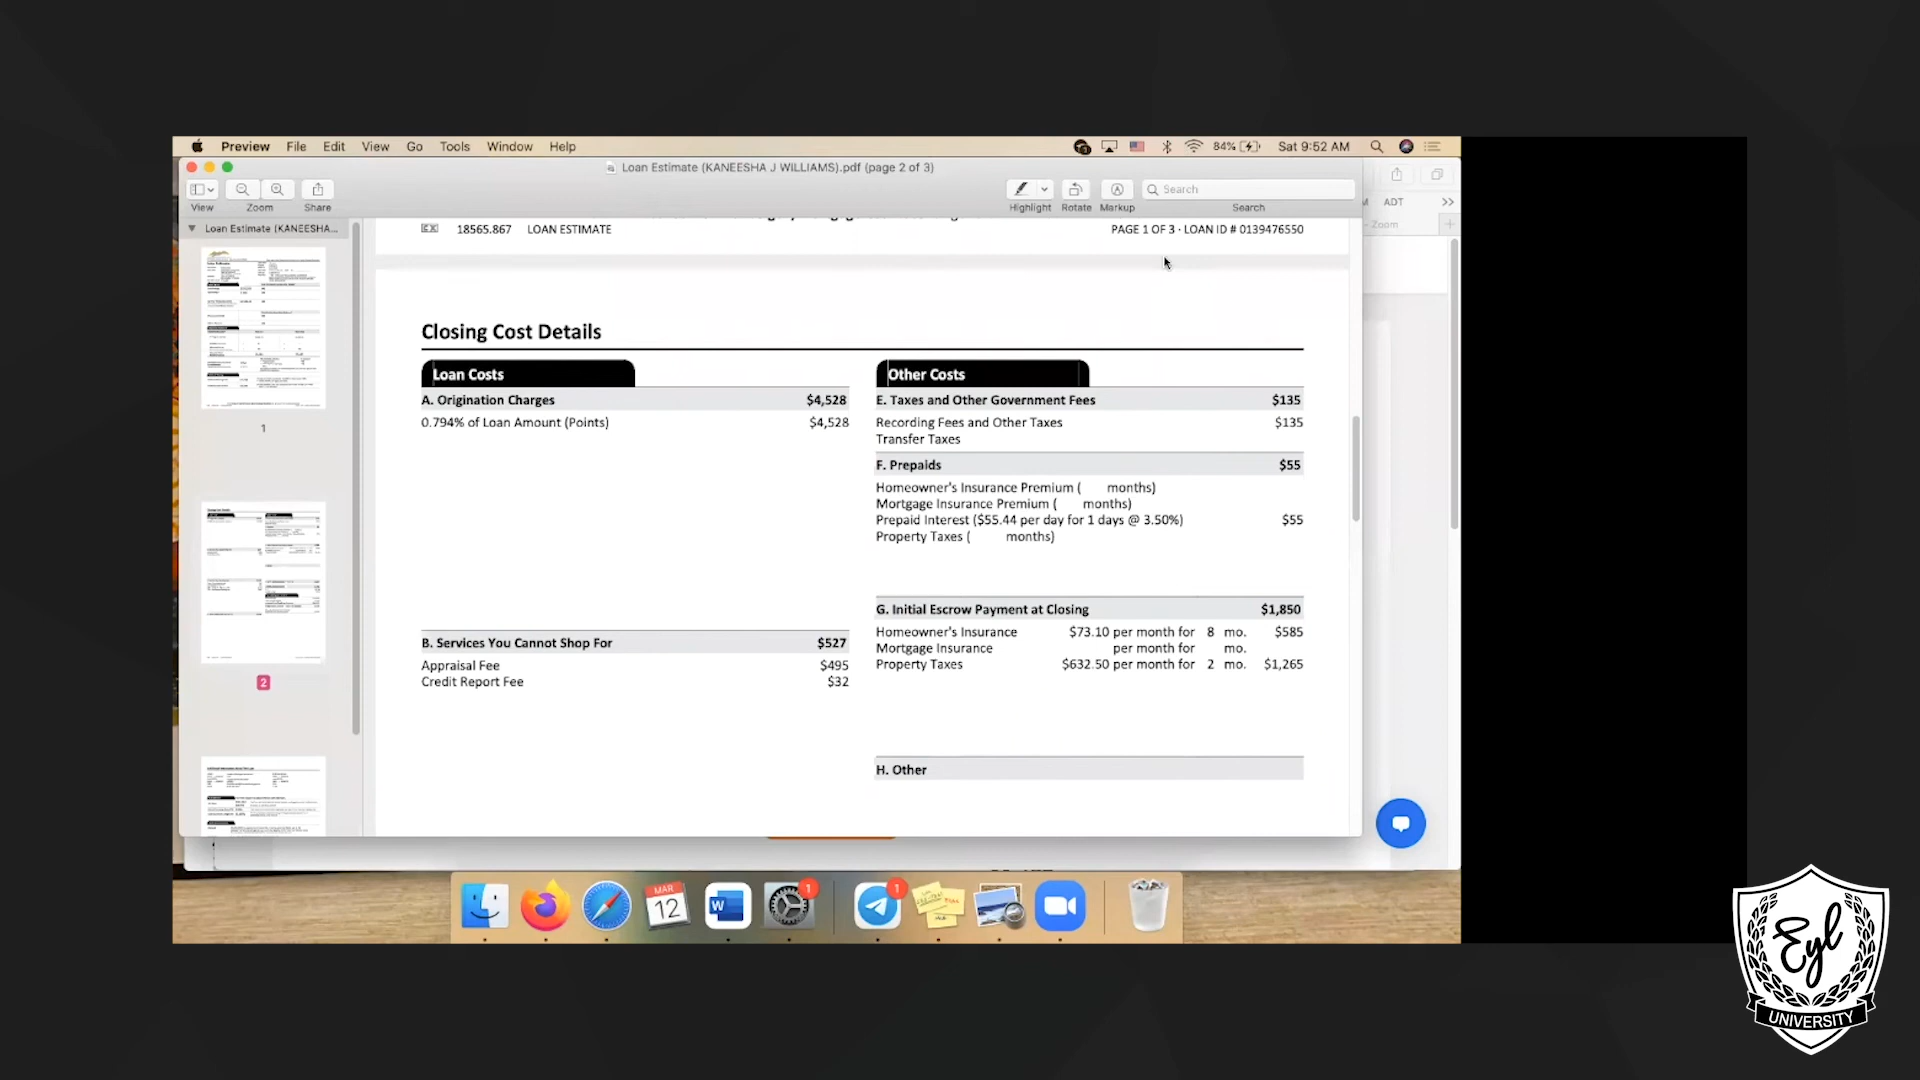 Preview File Edit View Go Tools Window Help
84% Sat 9:52 AM
Loan Estimate (KANEESHA J WILLIAMS).pdf (page 2 of 3)
View Zoom Share
Highlight Rotate Markup Search
Search
ADT
Zoom
Loan Estimate (KANEESHA...
1
2
18565.867 LOAN ESTIMATE
PAGE 1 OF 3 · LOAN ID # 0139476550
Closing Cost Details
Loan Costs
A. Origination Charges $4,528
0.794% of Loan Amount (Points) $4,528
B. Services You Cannot Shop For $527
Appraisal Fee $495
Credit Report Fee $32
Other Costs
E. Taxes and Other Government Fees $135
Recording Fees and Other Taxes $135
Transfer Taxes
F. Prepaids $55
Homeowner's Insurance Premium ( months)
Mortgage Insurance Premium ( months)
Prepaid Interest ($55.44 per day for 1 days @ 3.50%) $55
Property Taxes ( months)
G. Initial Escrow Payment at Closing $1,850
Homeowner's Insurance $73.10 per month for 8 mo. $585
Mortgage Insurance per month for mo.
Property Taxes $632.50 per month for 2 mo. $1,265
H. Other
MAR
12
W
1
1
Eyl
UNIVERSITY